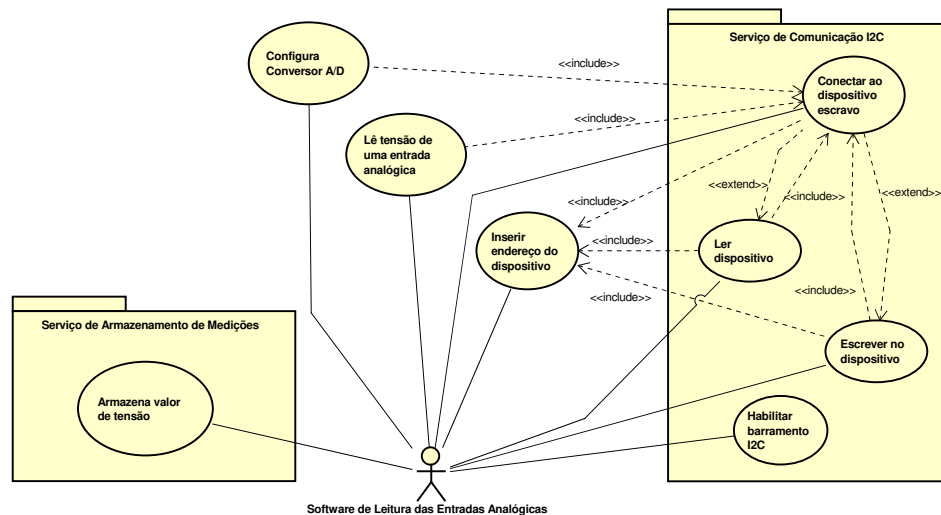 Serviço de Comunicação I2C
Configura
Conversor A/D
<<include>>
Conectar ao
dispositivo
escravo
<<include>>
Lê tensão de
uma entrada
analógica
<<extend>>
<<include>>
<<extend>>
<<include>>
Inserir
endereço do
dispositivo
<<include>>
Ler
dispositivo
<<include>>
<<include>>
Serviço de Armazenamento de Medições
Escrever no
dispositivo
Armazena valor
de tensão
Habilitar
barramento
I2C
Software de Leitura das Entradas Analógicas